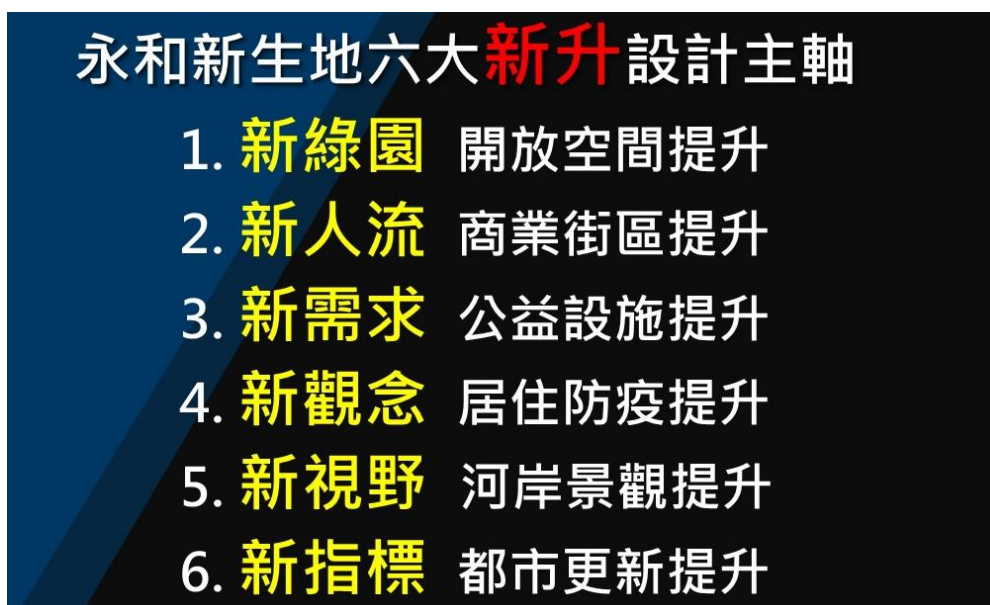 永和新生地六大新升設計主軸
1. 新綠園 開放空間提升
2. 新人流 商業街區提升
3. 新需求 公益設施提升
4. 新觀念 居住防疫提升
5. 新視野 河岸景觀提升
6. 新指標 都市更新提升